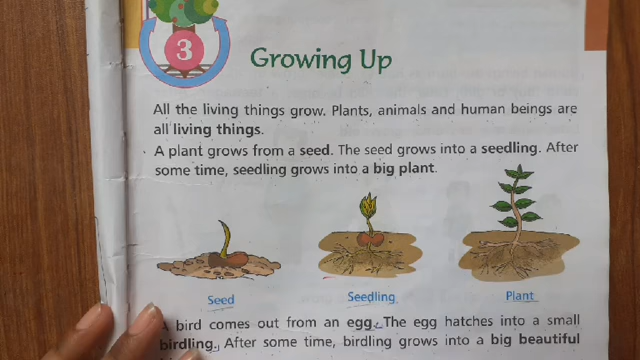 3
Growing Up
All the living things grow. Plants, animals and human beings are
all living things.
A plant grows from a seed. The seed grows into a seedling. After
some time, seedling grows into a big plant.
Seed Seedling Plant
A bird comes out from an egg. The egg hatches into a small
birdling. After some time, birdling grows into a big beautiful